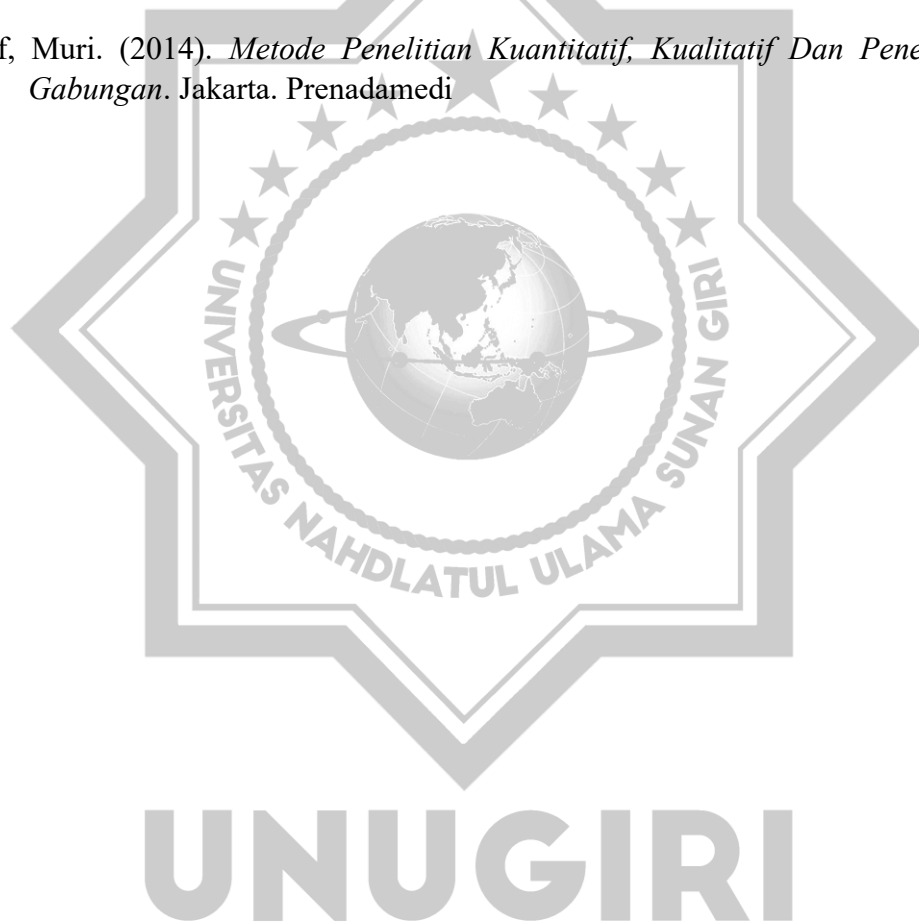 f, Muri. (2014). Metode Penelitian Kuantitatif, Kualitatif Dan Pene
Gabungan. Jakarta. Prenadamedi
UNIVERSITAS NAHDLATUL ULAMA SUNAN GIRI
UNUGIRI